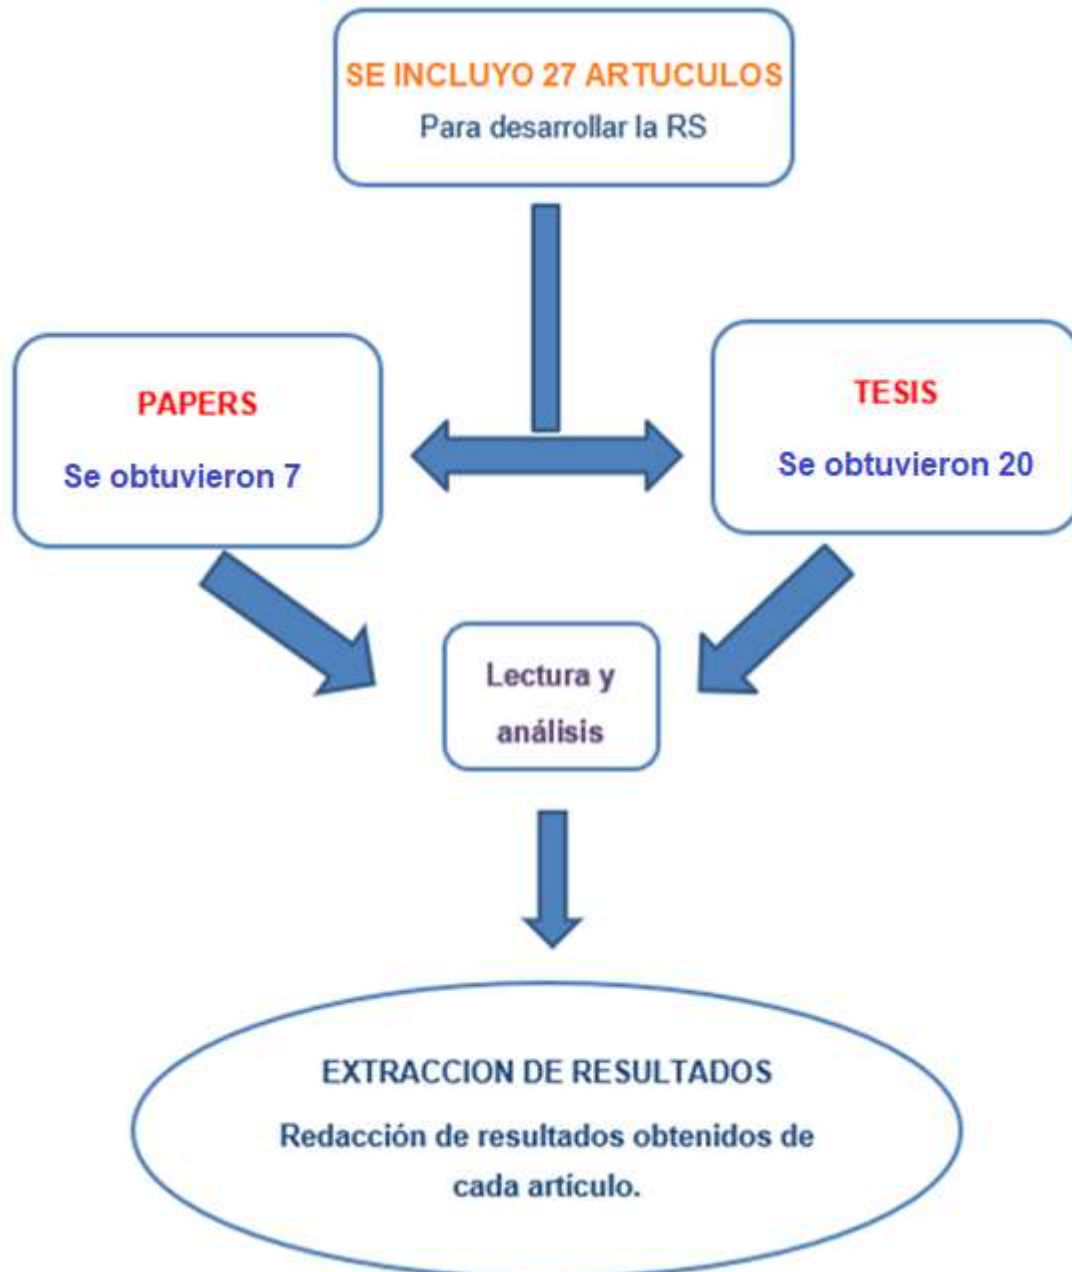 SE INCLUYO 27 ARTUCULOS
Para desarrollar la RS
PAPERS
Se obtuvieron 7
TESIS
Se obtuvieron 20
Lectura y
análisis
EXTRACCION DE RESULTADOS
Redacción de resultados obtenidos de
cada artículo.